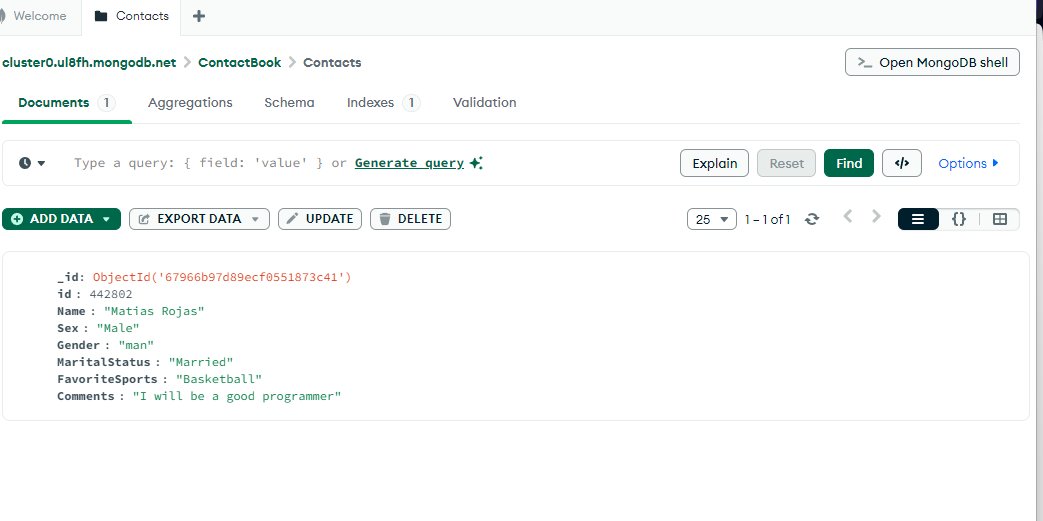 Welcome
Contacts
cluster0.ul8fh.mongodb.net > ContactBook > Contacts
>_ Open MongoDB shell
Documents 1 Aggregations Schema Indexes 1 Validation
Type a query: { field: 'value' } or Generate query
Explain Reset Find </> Options
ADD DATA EXPORT DATA UPDATE DELETE
25 1 – 1 of 1 {}
_id: ObjectId('67966b97d89ecf0551873c41')
id : 442802
Name : "Matias Rojas"
Sex : "Male"
Gender : "man"
MaritalStatus : "Married"
FavoriteSports : "Basketball"
Comments : "I will be a good programmer"